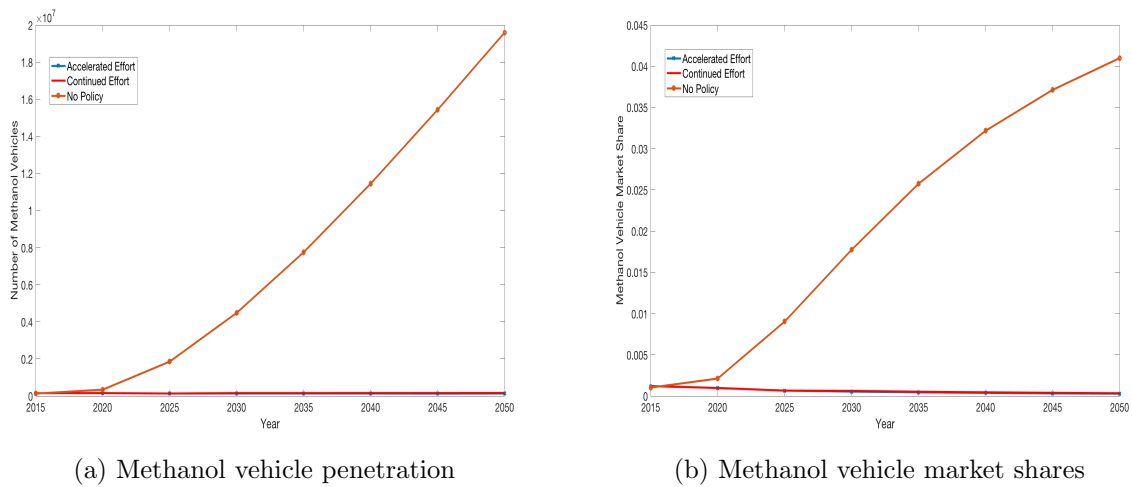 ×10⁷
2
1.8
1.6
1.4
1.2
1
0.8
0.6
0.4
0.2
0
Number of Methanol Vehicles
Accelerated Effort
Continued Effort
No Policy
2015 2020 2025 2030 2035 2040 2045 2050
Year
(a) Methanol vehicle penetration
0.045
0.04
0.035
0.03
0.025
0.02
0.015
0.01
0.005
0
Methanol Vehicle Market Share
Accelerated Effort
Continued Effort
No Policy
2015 2020 2025 2030 2035 2040 2045 2050
Year
(b) Methanol vehicle market shares